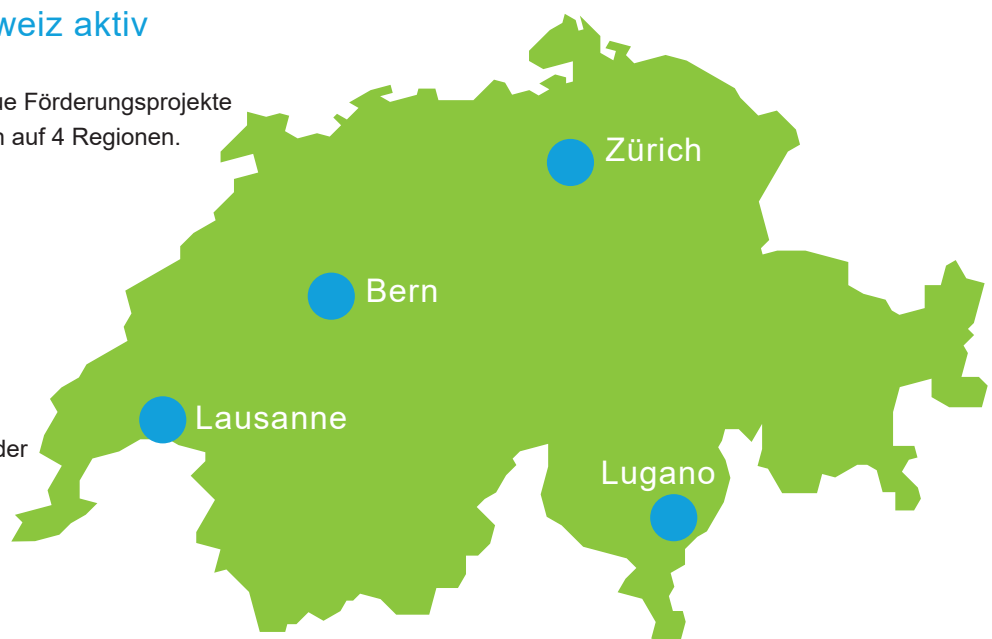 weiz aktiv
ue Förderungsprojekte
n auf 4 Regionen.
Zürich
Bern
Lausanne
der
Lugano